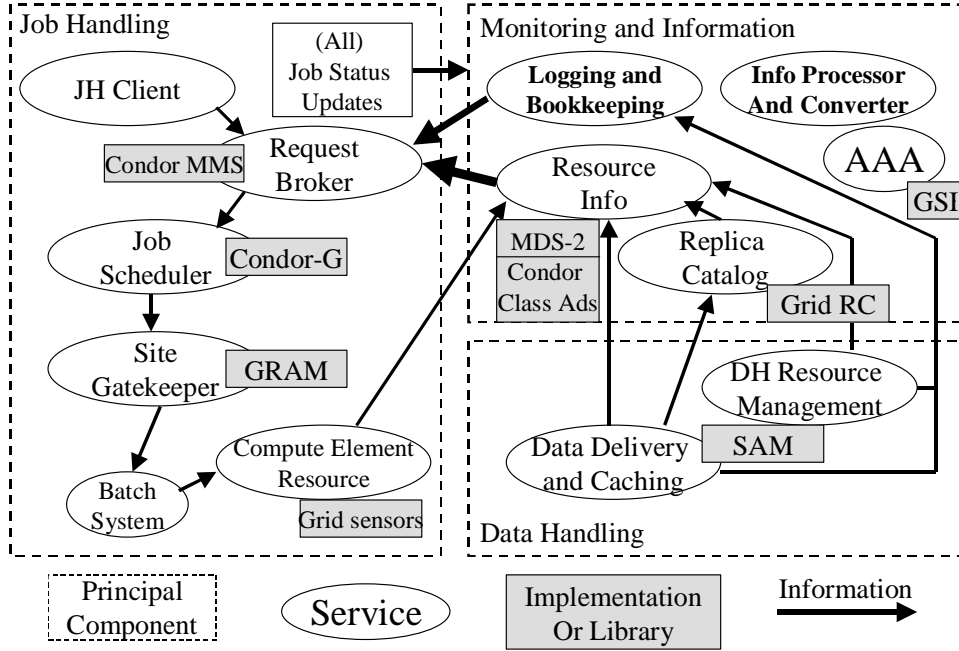 Job Handling
(All)
Job Status
Updates
JH Client
Request
Broker
Condor MMS
Job
Scheduler
Condor-G
Site
Gatekeeper
GRAM
Batch
System
Compute Element
Resource
Grid sensors
Monitoring and Information
Logging and
Bookkeeping
Info Processor
And Converter
AAA
GSI
Resource
Info
MDS-2
Condor
Class Ads
Replica
Catalog
Grid RC
DH Resource
Management
Data Delivery
and Caching
SAM
Data Handling
Principal
Component
Service
Implementation
Or Library
Information